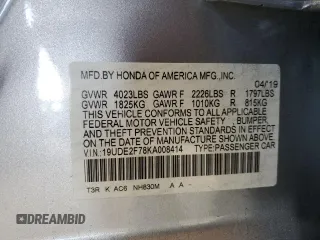 MFD.BY HONDA OF AMERICA MFG.,INC.
04/'19
GVWR 4023LBS GAWR F 2226LBS R 1797LBS
GVWR 1825KG GAWR F 1010KG R 815KG
THIS VEHICLE CONFORMS TO ALL APPLICABLE
FEDERAL MOTOR VEHICLE SAFETY, BUMPER,
AND THEFT PREVENTION STANDARDS IN EFFECT
ON THE DATE OF MANUFACTURE SHOWN ABOVE.
VIN:19UDE2F78KA008414 TYPE:PASSENGER CAR
T3R K AC6 NH830M A A -